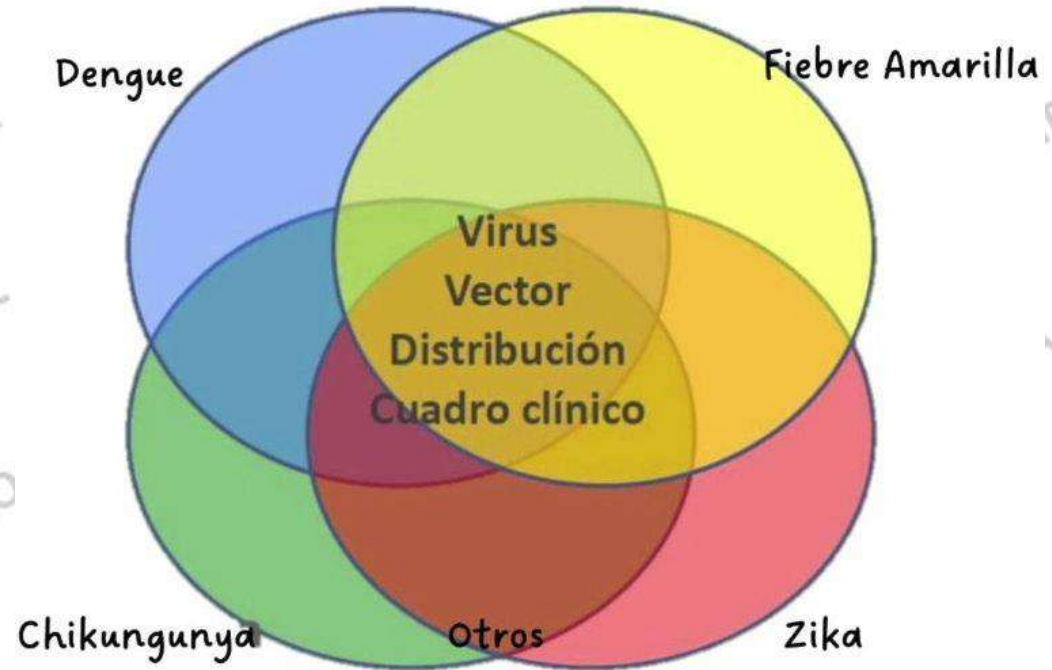 Dengue
Fiebre Amarilla
Virus
Vector
Distribución
Cuadro clínico
Chikungunya
Otros
Zika